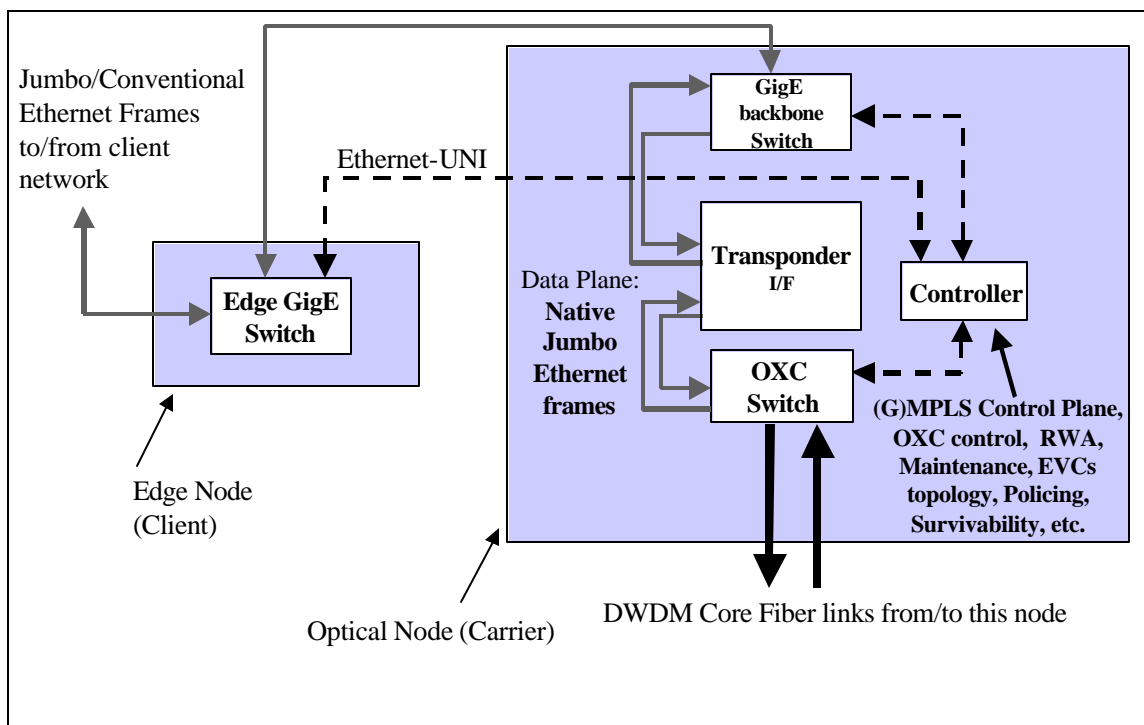 Jumbo/Conventional
Ethernet Frames
to/from client
network
Ethernet-UNI
GigE
backbone
Switch
Transponder
I/F
Controller
Edge GigE
Switch
Data Plane:
Native
Jumbo
Ethernet
frames
OXC
Switch
(G)MPLS Control Plane,
OXC control, RWA,
Maintenance, EVCs
topology, Policing,
Survivability, etc.
Edge Node
(Client)
Optical Node (Carrier)
DWDM Core Fiber links from/to this node